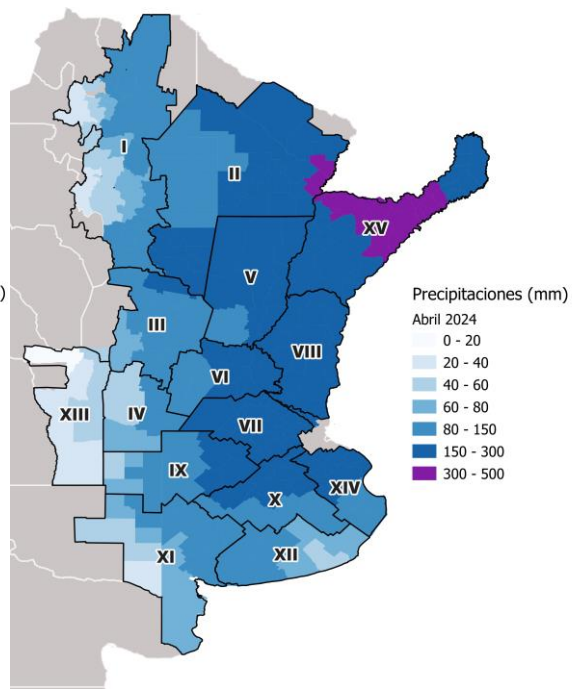 I
II
XV
)
V
III
VIII
VI
XIII
IV
VII
IX
XIV
X
XI
XII
Precipitaciones (mm)
Abril 2024
0 - 20
20 - 40
40 - 60
60 - 80
80 - 150
150 - 300
300 - 500